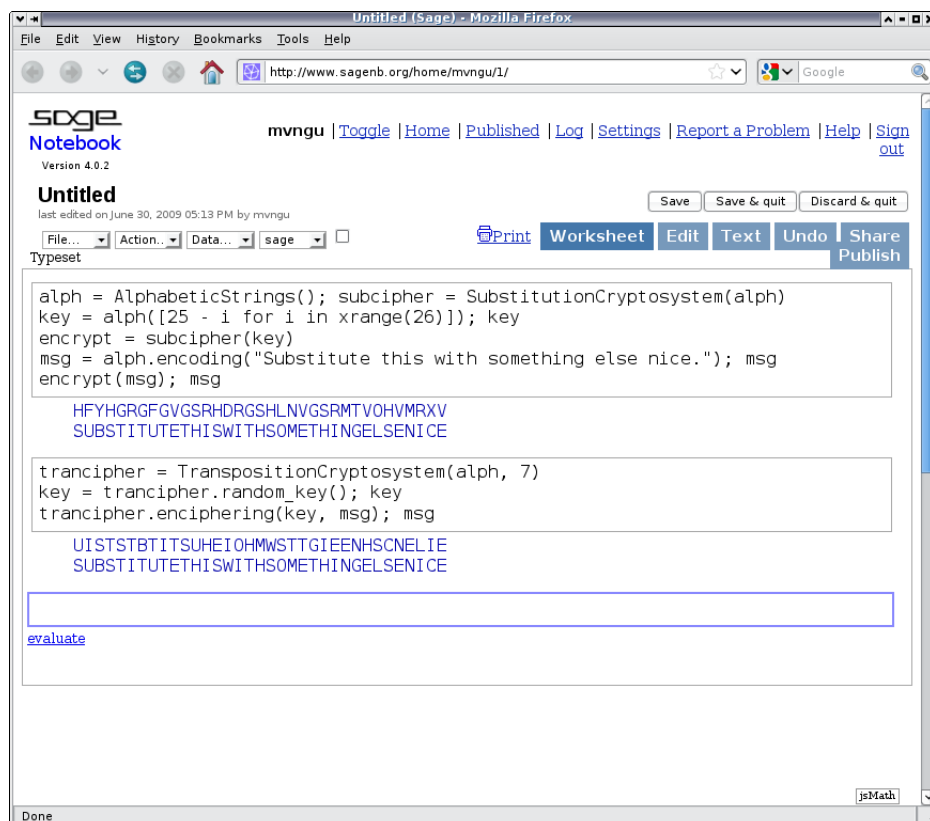 Untitled (Sage) - Mozilla Firefox
File Edit View History Bookmarks Tools Help
http://www.sagenb.org/home/mvngu/1/
Google
sage
Notebook
Version 4.0.2
mvngu | Toggle | Home | Published | Log | Settings | Report a Problem | Help | Sign out
Untitled
last edited on June 30, 2009 05:13 PM by mvngu
Save Save & quit Discard & quit
File... Action.. Data... sage
Typeset
Print Worksheet Edit Text Undo Share
Publish
alph = AlphabeticStrings(); subcipher = SubstitutionCryptosystem(alph)
key = alph([25 - i for i in xrange(26)]); key
encrypt = subcipher(key)
msg = alph.encoding("Substitute this with something else nice."); msg
encrypt(msg); msg
HFYHGRGFGVGSRHDRGSHLNVGSRMTVOHVMRXV
SUBSTITUTETHISWITHSOMETHINGELSENICE
trancipher = TranspositionCryptosystem(alph, 7)
key = trancipher.random_key(); key
trancipher.enciphering(key, msg); msg
UISTSTBTITSUHEIOHMWSTTGIEENHSCNELIE
SUBSTITUTETHISWITHSOMETHINGELSENICE
evaluate
jsMath
Done